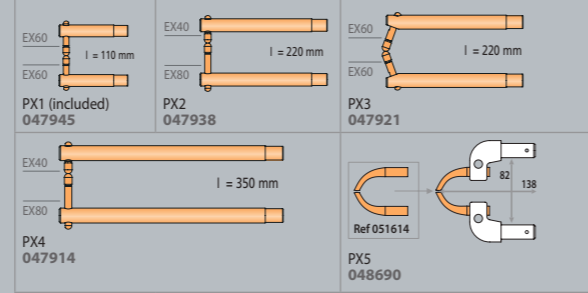 EX60
EX60
l = 110 mm
PX1 (included)
047945
EX40
EX80
l = 220 mm
PX2
047938
EX60
EX60
l = 220 mm
PX3
047921
EX40
EX80
l = 350 mm
PX4
047914
Ref 051614
82
138
PX5
048690